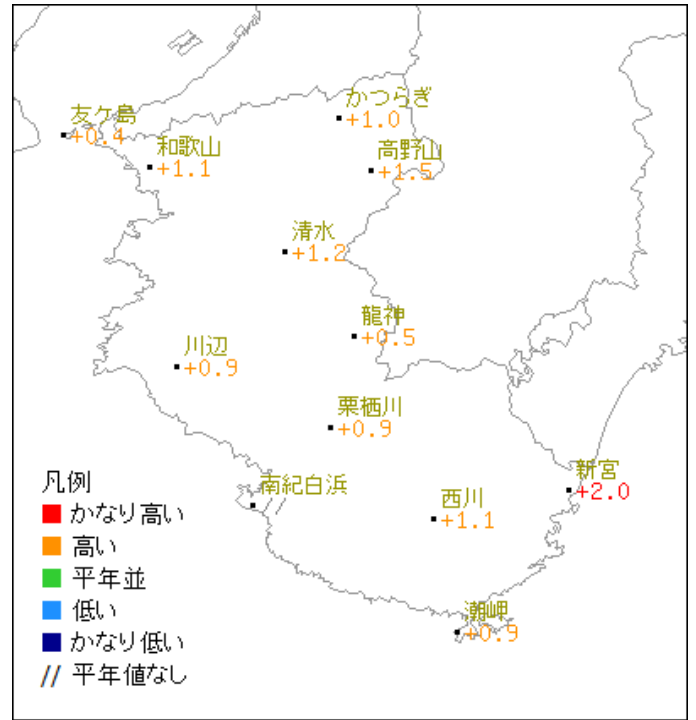 かつらぎ
+1.0
友ケ島
+0.4
和歌山
+1.1
高野山
+1.5
清水
+1.2
龍神
+0.5
川辺
+0.9
栗栖川
+0.9
新宮
+2.0
南紀白浜
//
西川
+1.1
潮岬
+0.9
凡例
かなり高い
高い
平年並
低い
かなり低い
// 平年値なし